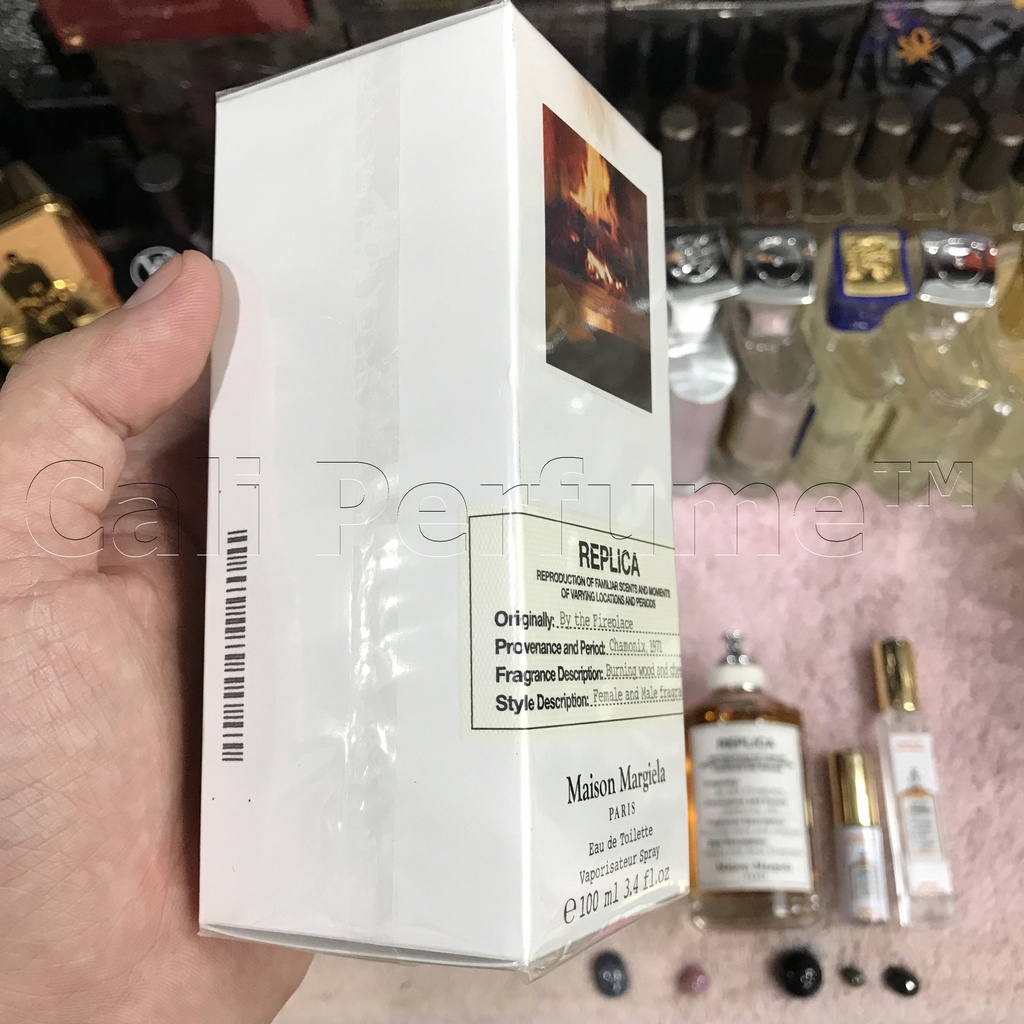 Cali Perfume™
REPLICA
REPRODUCTION OF FAMILIAR SCENTS AND MOMENTS
OF VARYING LOCATIONS AND PERIODS
Originally: By the Fireplace
Provenance and Period: Chamonix, 1971
Fragrance Description: Burning wood and
Style Description: Female and Male
Maison Margiela
PARIS
Eau de Toilette
Vaporisateur Spray
e 100 ml 3.4 fl.oz
REPLICA
Maison Margiela